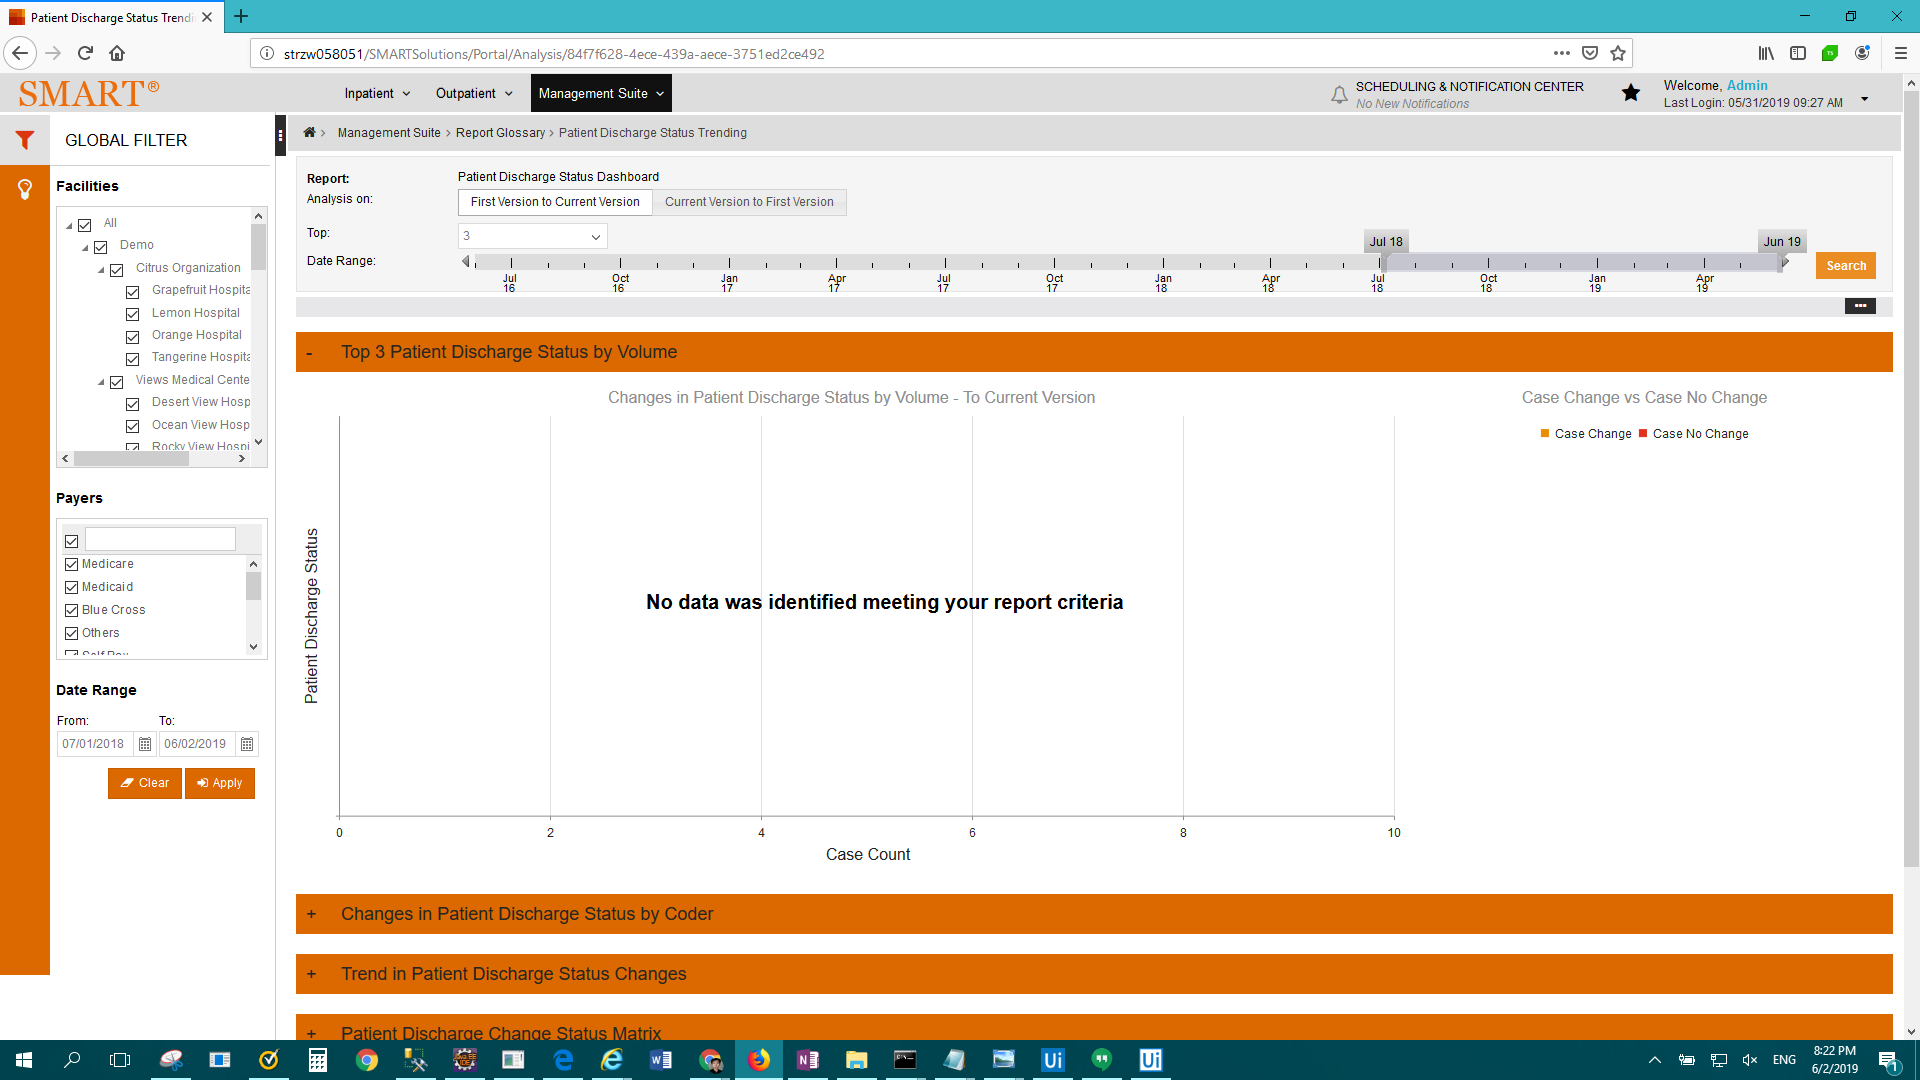 Patient Discharge Status Trendi
strzw058051/SMARTSolutions/Portal/Analysis/84f7f628-4ece-439a-aece-3751ed2ce492
SMART®
Inpatient
Outpatient
Management Suite
SCHEDULING & NOTIFICATION CENTER
No New Notifications
Welcome, Admin
Last Login: 05/31/2019 09:27 AM
GLOBAL FILTER
Management Suite > Report Glossary > Patient Discharge Status Trending
Facilities
All
Demo
Citrus Organization
Grapefruit Hospita
Lemon Hospital
Orange Hospital
Tangerine Hospita
Views Medical Cente
Desert View Hosp
Ocean View Hosp
Rocky View Hospi
Payers
Medicare
Medicaid
Blue Cross
Others
Self Pay
Date Range
From:
To:
07/01/2018
06/02/2019
Clear
Apply
Report:
Patient Discharge Status Dashboard
Analysis on:
First Version to Current Version
Current Version to First Version
Top:
3
Date Range:
Jul 18
Jun 19
Jul 16
Oct 16
Jan 17
Apr 17
Jul 17
Oct 17
Jan 18
Apr 18
Jul 18
Oct 18
Jan 19
Apr 19
Search
- Top 3 Patient Discharge Status by Volume
Changes in Patient Discharge Status by Volume - To Current Version
Case Change vs Case No Change
Case Change
Case No Change
Patient Discharge Status
No data was identified meeting your report criteria
0 2 4 6 8 10
Case Count
+ Changes in Patient Discharge Status by Coder
+ Trend in Patient Discharge Status Changes
+ Patient Discharge Change Status Matrix
ENG
8:22 PM
6/2/2019
1